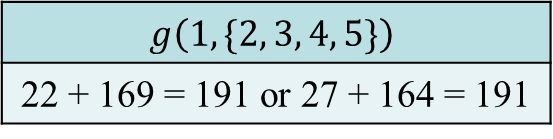 g(1,{2,3,4,5})
22 + 169 = 191 or 27 + 164 = 191